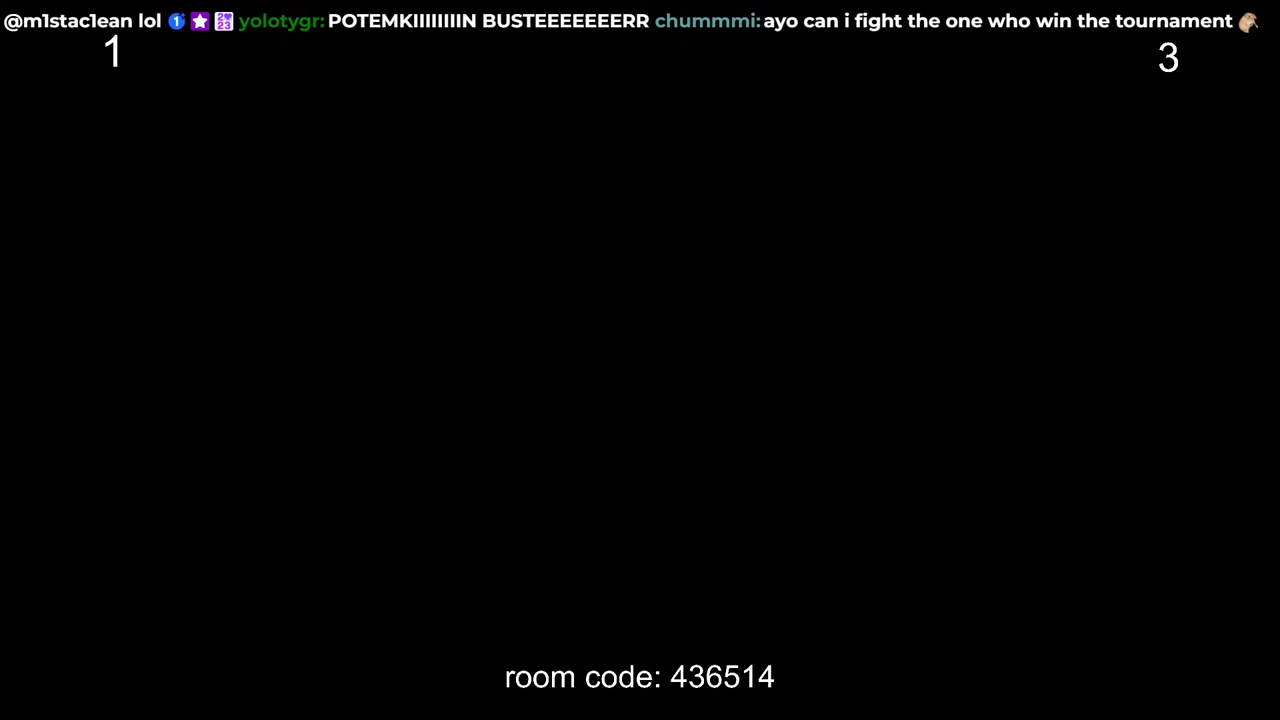 @m1stac1ean lol yolotygr: POTEMKIIIIIIIIN BUSTEEEEEEERR chummmi: ayo can i fight the one who win the tournament
1
3
room code: 436514